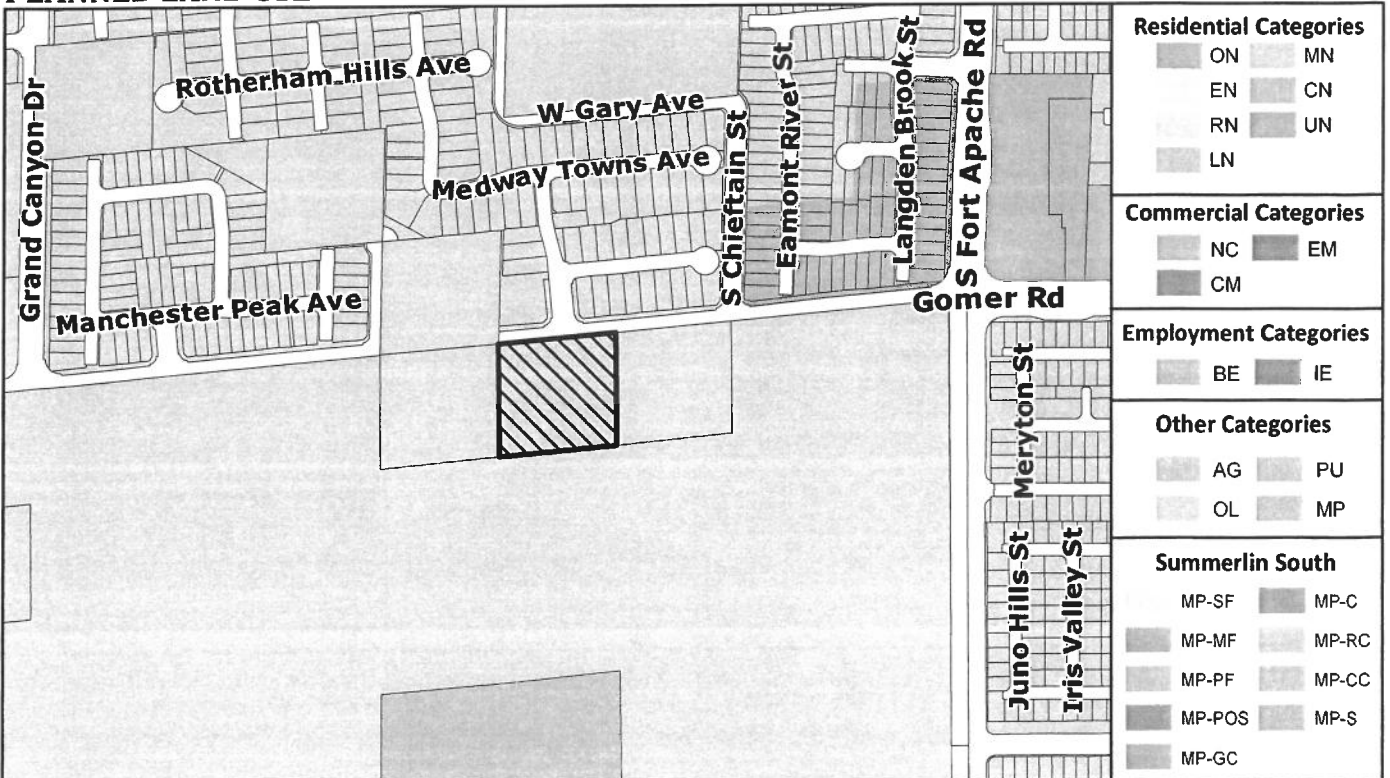 PLANNED LAND USE
Rotherham Hills Ave
W Gary Ave
Medway Towns Ave
Manchester Peak Ave
Grand Canyon Dr
S Chieftain St
Eamont River St
Langden Brook St
S Fort Apache Rd
Gomer Rd
Meryton St
Juno Hills St
Iris Valley St
Residential Categories
ON MN
EN CN
RN UN
LN
Commercial Categories
NC EM
CM
Employment Categories
BE IE
Other Categories
AG PU
OL MP
Summerlin South
MP-SF MP-C
MP-MF MP-RC
MP-PF MP-CC
MP-POS MP-S
MP-GC